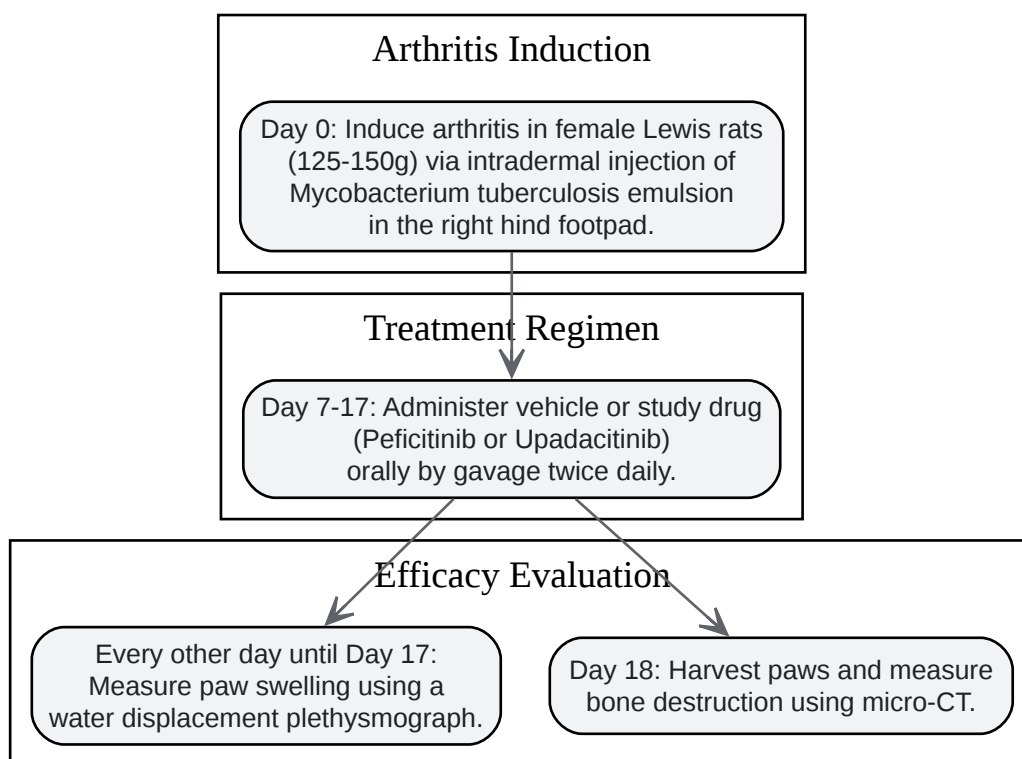 Arthritis Induction
Day 0: Induce arthritis in female Lewis rats
(125-150g) via intradermal injection of
Mycobacterium tuberculosis emulsion
in the right hind footpad.
Treatment Regimen
Day 7-17: Administer vehicle or study drug
(Peficitinib or Upadacitinib)
orally by gavage twice daily.
Efficacy Evaluation
Every other day until Day 17:
Measure paw swelling using a
water displacement plethysmograph.
Day 18: Harvest paws and measure
bone destruction using micro-CT.